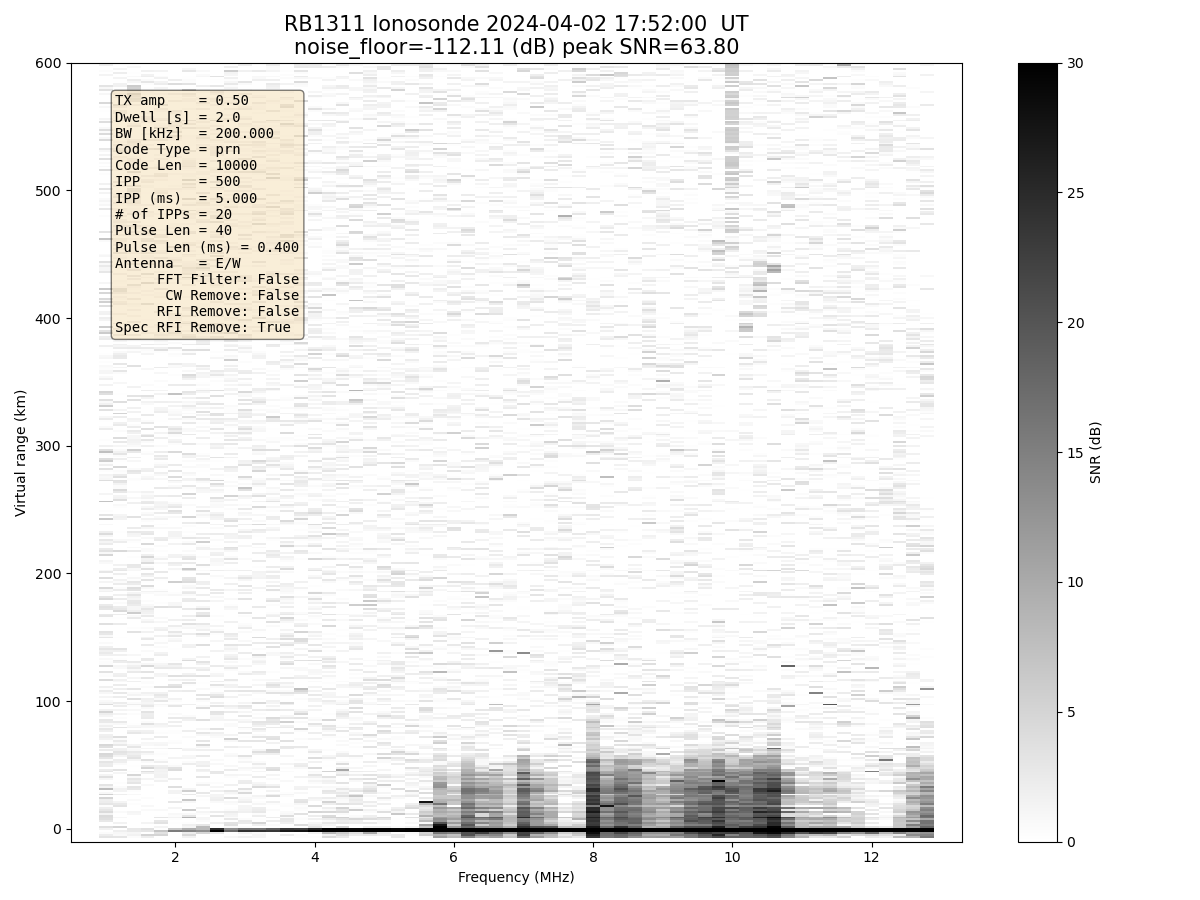 RB1311 Ionosonde 2024-04-02 17:52:00 UT
noise_floor=-112.11 (dB) peak SNR=63.80
600
500
400
300
200
100
0
Virtual range (km)
TX amp    = 0.50
Dwell [s] = 2.0
BW [kHz]  = 200.000
Code Type = prn
Code Len  = 10000
IPP       = 500
IPP (ms)  = 5.000
# of IPPs = 20
Pulse Len = 40
Pulse Len (ms) = 0.400
Antenna   = E/W
FFT Filter: False
CW Remove: False
RFI Remove: False
Spec RFI Remove: True
2 4 6 8 10 12
Frequency (MHz)
30
25
20
15
10
5
0
SNR (dB)